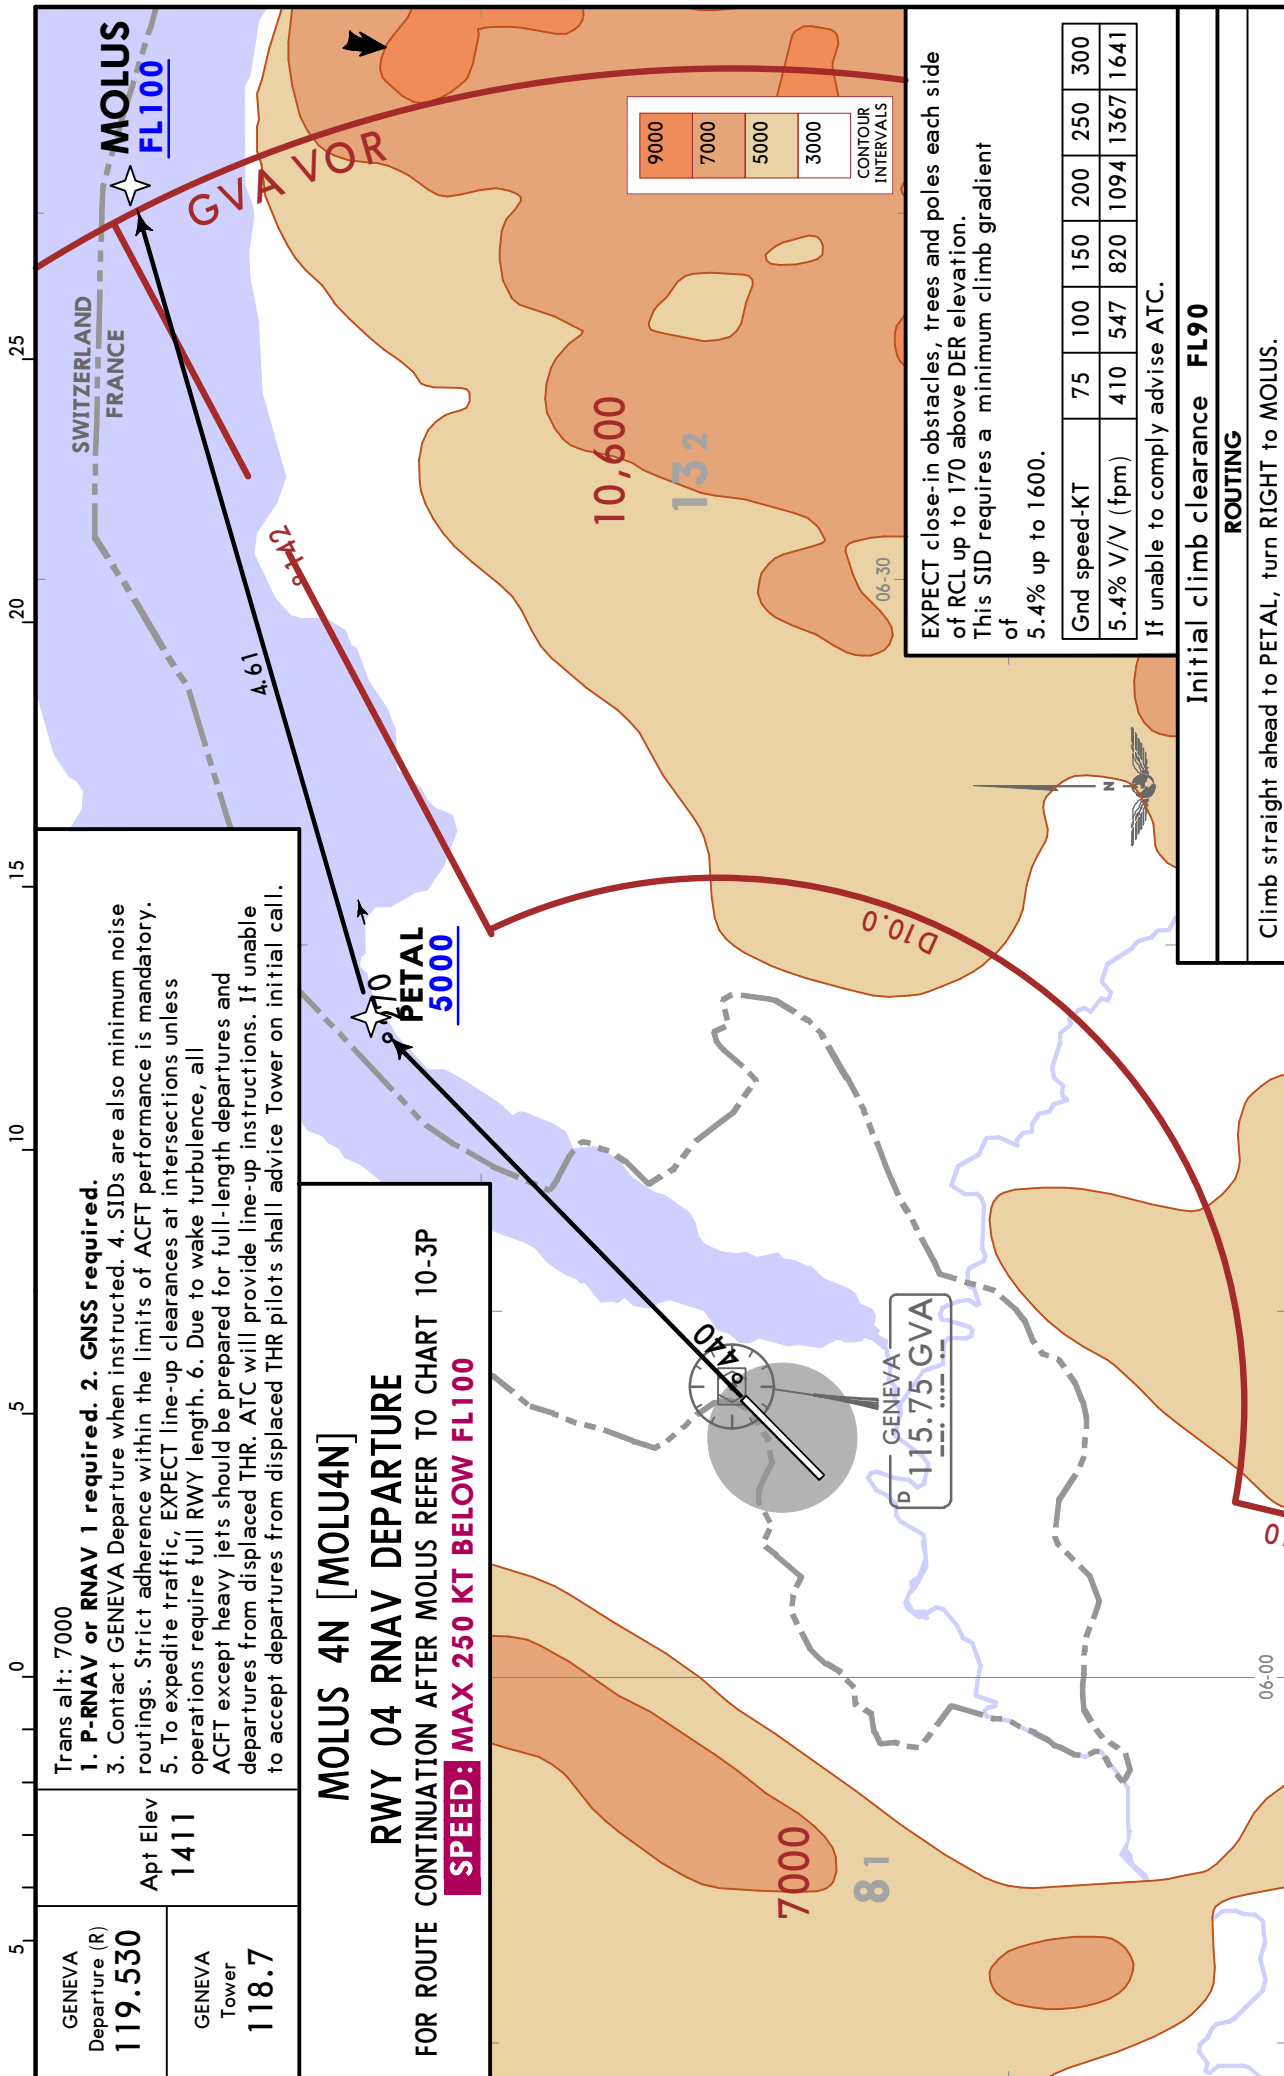 GENEVA
Departure (R)
119.530
GENEVA
Tower
118.7
Apt Elev
1411
Trans alt: 7000
1. P-RNAV or RNAV 1 required. 2. GNSS required.
3. Contact GENEVA Departure when instructed. 4. SIDs are also minimum noise
routings. Strict adherence within the limits of ACFT performance is mandatory.
5. To expedite traffic, EXPECT line-up clearances at intersections unless
operations require full RWY length. 6. Due to wake turbulence, all
ACFT except heavy jets should be prepared for full-length departures and
departures from displaced THR. ATC will provide line-up instructions. If unable
to accept departures from displaced THR pilots shall advice Tower on initial call.
MOLUS 4N [MOLU4N]
RWY 04 RNAV DEPARTURE
FOR ROUTE CONTINUATION AFTER MOLUS REFER TO CHART 10-3P
SPEED: MAX 250 KT BELOW FL100
5
0
5
10
15
20
25
SWITZERLAND
FRANCE
MOLUS
FL100
GVA VOR
4.61
°142
°270
PETAL
5000
°440
D10.0
D
GENEVA
115.75 GVA
7000
81
10,600
132
06-30
06-00
N
9000
7000
5000
3000
CONTOUR
INTERVALS
EXPECT close-in obstacles, trees and poles each side
of RCL up to 170 above DER elevation.
This SID requires a minimum climb gradient
of
5.4% up to 1600.
Gnd speed-KT 75 100 150 200 250 300
5.4% V/V (fpm) 410 547 820 1094 1367 1641
If unable to comply advise ATC.
Initial climb clearance FL90
ROUTING
Climb straight ahead to PETAL, turn RIGHT to MOLUS.